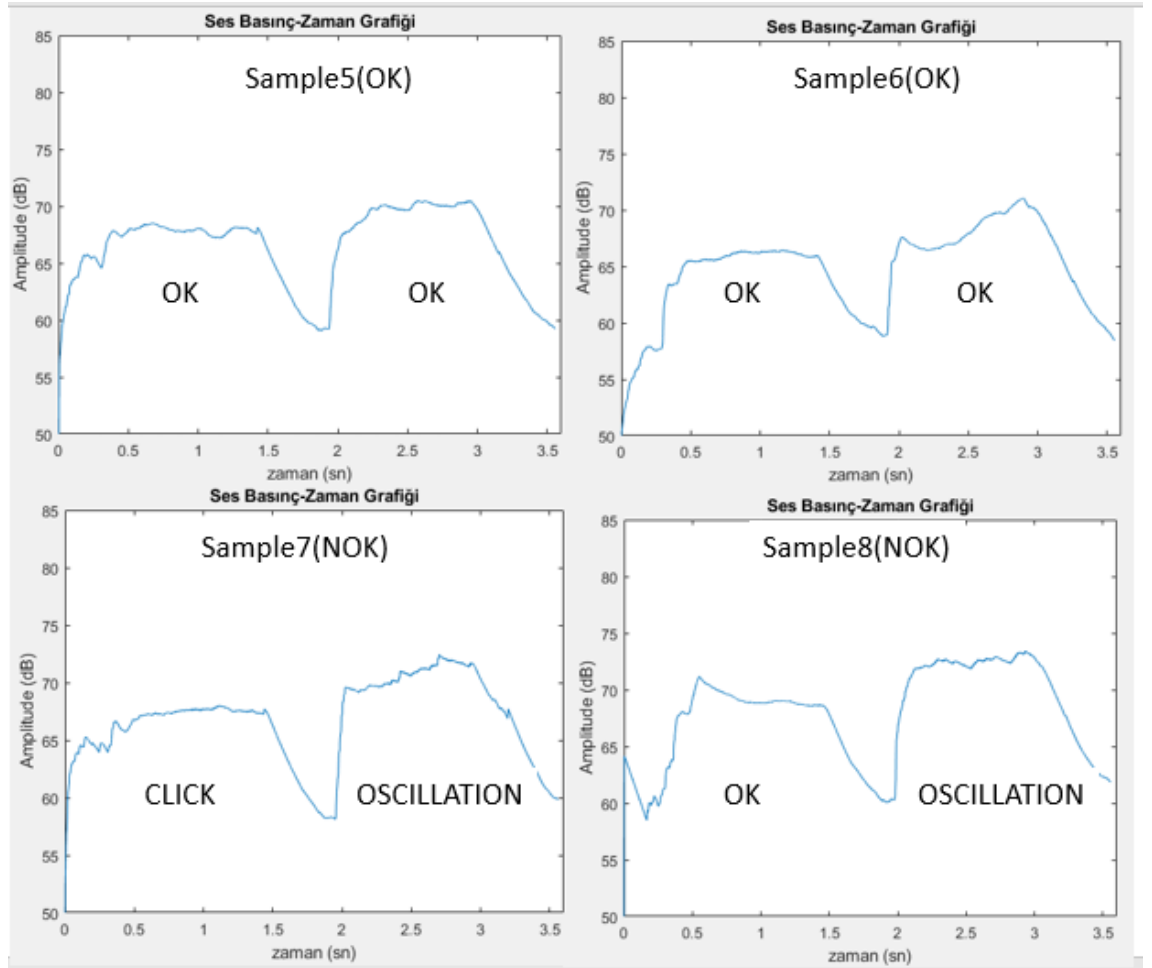 Ses Basınç-Zaman Grafiği
Sample5(OK)
Amplitude (dB)
85
80
75
70
65
60
55
50
OK
OK
0 0.5 1 1.5 2 2.5 3 3.5
zaman (sn)
Ses Basınç-Zaman Grafiği
Sample6(OK)
Amplitude (dB)
85
80
75
70
65
60
55
50
OK
OK
0 0.5 1 1.5 2 2.5 3 3.5
zaman (sn)
Ses Basınç-Zaman Grafiği
Sample7(NOK)
Amplitude (dB)
85
80
75
70
65
60
55
50
CLICK
OSCILLATION
0 0.5 1 1.5 2 2.5 3 3.5
zaman (sn)
Ses Basınç-Zaman Grafiği
Sample8(NOK)
Amplitude (dB)
85
80
75
70
65
60
55
50
OK
OSCILLATION
0 0.5 1 1.5 2 2.5 3 3.5
zaman (sn)